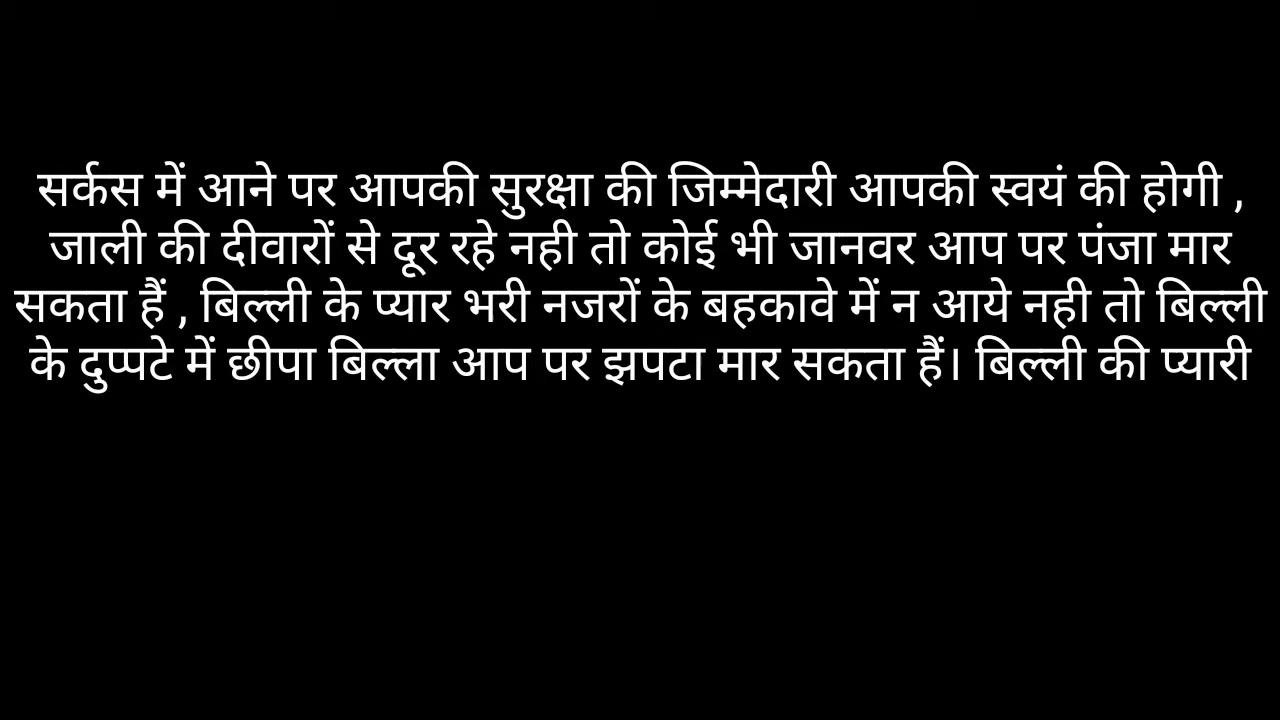 सर्कस में आने पर आपकी सुरक्षा की जिम्मेदारी आपकी स्वयं की होगी ,
जाली की दीवारों से दूर रहे नही तो कोई भी जानवर आप पर पंजा मार
सकता हैं , बिल्ली के प्यार भरी नजरों के बहकावे में न आये नही तो बिल्ली
के दुप्पटे में छीपा बिल्ला आप पर झपटा मार सकता हैं। बिल्ली की प्यारी